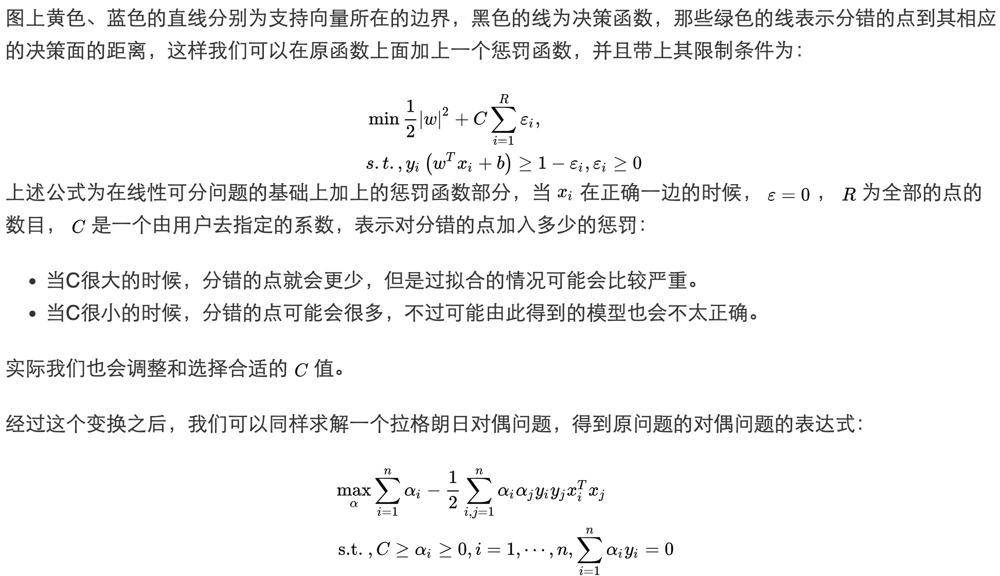 图上黄色、蓝色的直线分别为支持向量所在的边界，黑色的线为决策函数，那些绿色的线表示分错的点到其相应
的决策面的距离，这样我们可以在原函数上面加上一个惩罚函数，并且带上其限制条件为：
$\min \frac{1}{2}|w|^2 + C\sum_{i=1}^{R}\varepsilon_i,$
$s.t., y_i\left(w^T x_i + b\right) \geq 1 - \varepsilon_i, \varepsilon_i \geq 0$
上述公式为在线性可分问题的基础上加上的惩罚函数部分，当 $x_i$ 在正确一边的时候， $\varepsilon = 0$ ， $R$ 为全部的点的
数目， $C$ 是一个由用户去指定的系数，表示对分错的点加入多少的惩罚：
• 当C很大的时候，分错的点就会更少，但是过拟合的情况可能会比较严重。
• 当C很小的时候，分错的点可能会很多，不过可能由此得到的模型也会不太正确。
实际我们也会调整和选择合适的 $C$ 值。
经过这个变换之后，我们可以同样求解一个拉格朗日对偶问题，得到原问题的对偶问题的表达式：
$\max_{\alpha} \sum_{i=1}^{n} \alpha_i - \frac{1}{2}\sum_{i,j=1}^{n} \alpha_i \alpha_j y_i y_j x_i^T x_j$
$\text{s.t. }, C \geq \alpha_i \geq 0, i = 1, \cdots, n, \sum_{i=1}^{n} \alpha_i y_i = 0$